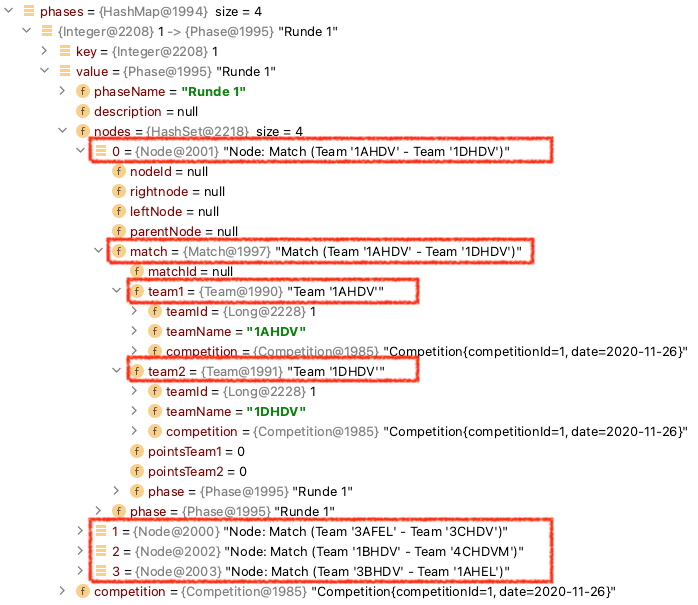 phases = {HashMap@1994} size = 4
{Integer@2208} 1 -> {Phase@1995} "Runde 1"
key = {Integer@2208} 1
value = {Phase@1995} "Runde 1"
f phaseName = "Runde 1"
f description = null
f nodes = {HashSet@2218} size = 4
0 = {Node@2001} "Node: Match (Team '1AHDV' - Team '1DHDV')"
f nodeId = null
f rightnode = null
f leftNode = null
f parentNode = null
f match = {Match@1997} "Match (Team '1AHDV' - Team '1DHDV')"
f matchId = null
f team1 = {Team@1990} "Team '1AHDV'"
f teamId = {Long@2228} 1
f teamName = "1AHDV"
f competition = {Competition@1985} "Competition{competitionId=1, date=2020-11-26}"
f team2 = {Team@1991} "Team '1DHDV'"
f teamId = {Long@2228} 1
f teamName = "1DHDV"
f competition = {Competition@1985} "Competition{competitionId=1, date=2020-11-26}"
f pointsTeam1 = 0
f pointsTeam2 = 0
f phase = {Phase@1995} "Runde 1"
f phase = {Phase@1995} "Runde 1"
1 = {Node@2000} "Node: Match (Team '3AFEL' - Team '3CHDV')"
2 = {Node@2002} "Node: Match (Team '1BHDV' - Team '4CHDVM')"
3 = {Node@2003} "Node: Match (Team '3BHDV' - Team '1AHEL')"
f competition = {Competition@1985} "Competition{competitionId=1, date=2020-11-26}"